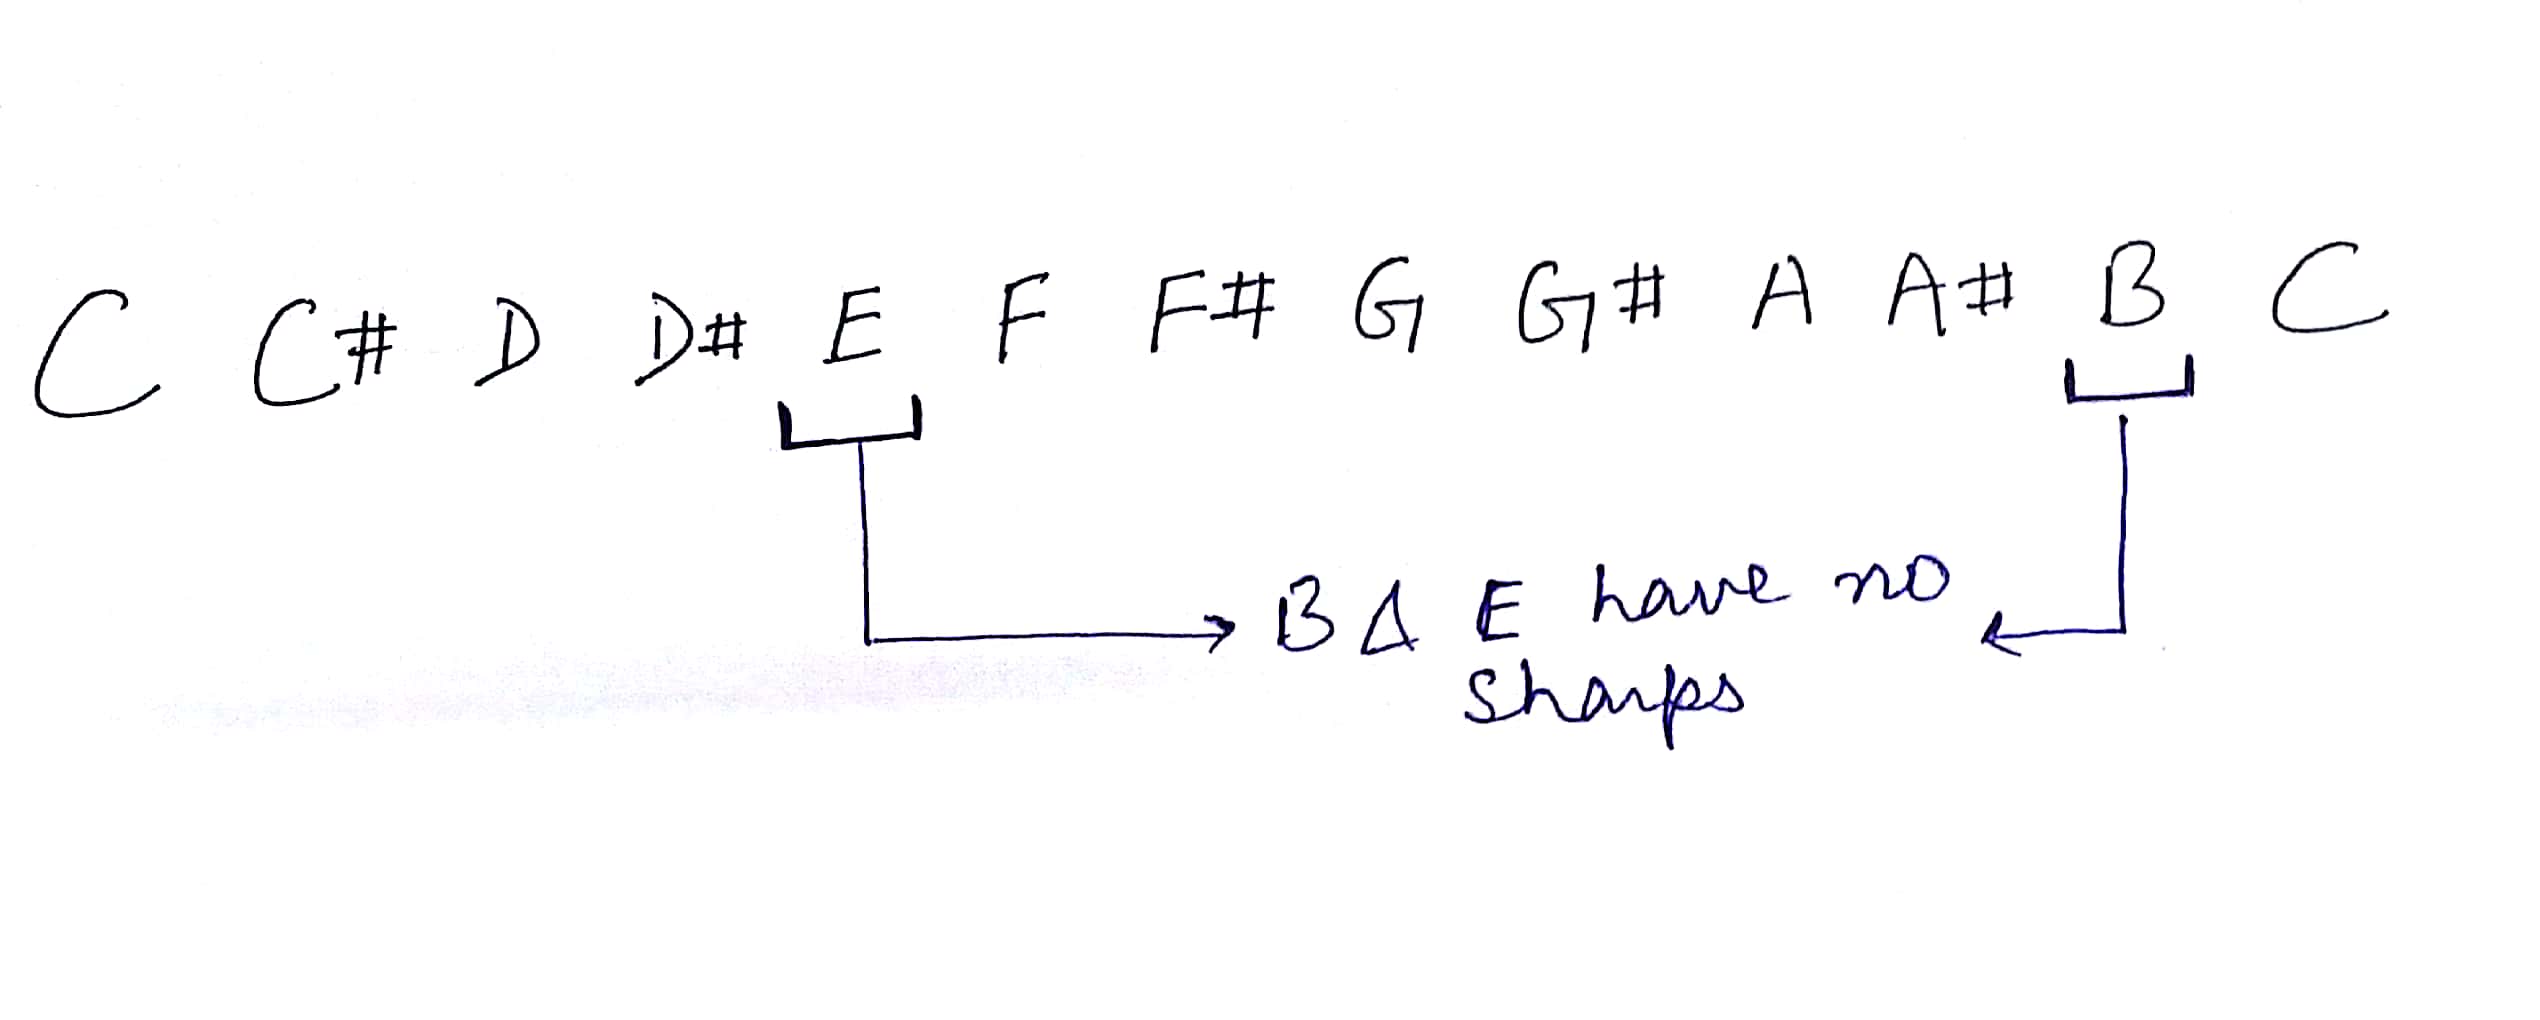 C C# D D# E F F# G G# A A# B C
B & E have no
sharps